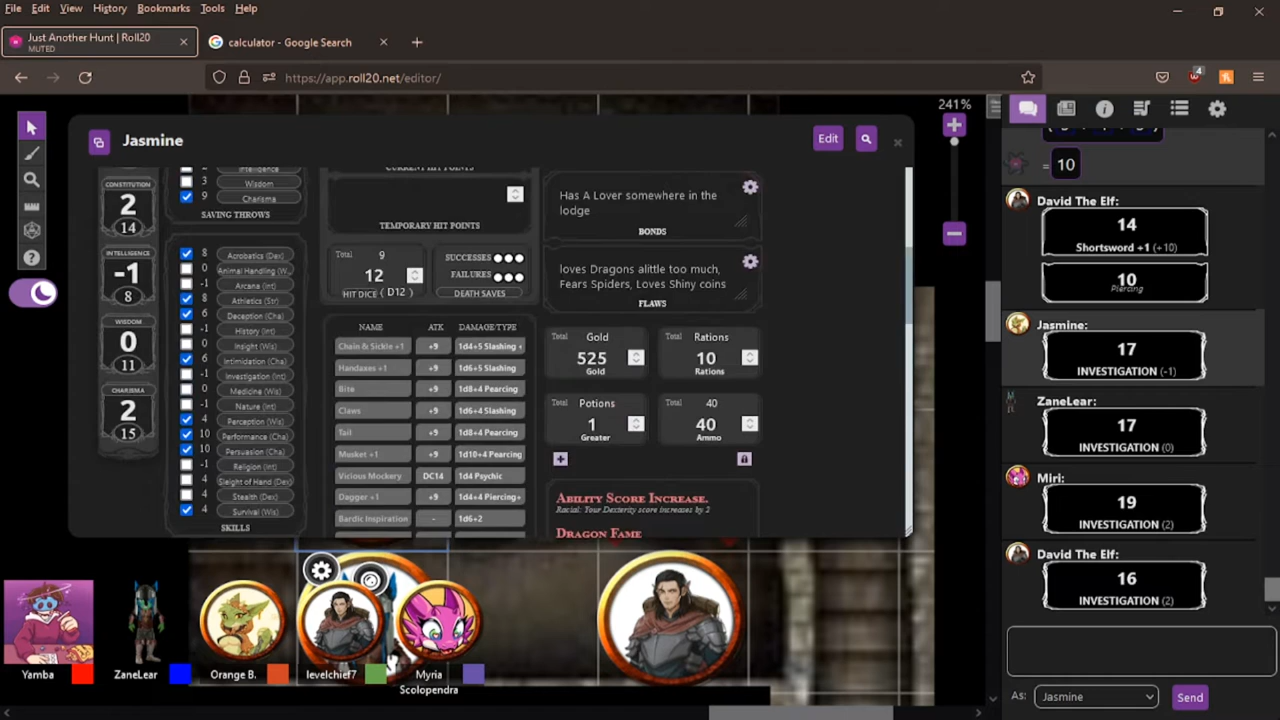 File Edit View History Bookmarks Tools Help
Just Another Hunt | Roll20
MUTED
calculator - Google Search
https://app.roll20.net/editor/
4
241%
Jasmine
Edit
CONSTITUTION
2
14
INTELLIGENCE
-1
8
WISDOM
0
11
CHARISMA
2
15
Intelligence
3 Wisdom
9 Charisma
SAVING THROWS
8 Acrobatics (Dex)
0 Animal Handling (W
-1 Arcana (Int)
8 Athletics (Str)
6 Deception (Cha)
-1 History (Int)
0 Insight (Wis)
6 Intimidation (Cha)
-1 Investigation (Int)
0 Medicine (Wis)
-1 Nature (Int)
4 Perception (Wis)
10 Performance (Cha)
10 Persuasion (Cha)
-1 Religion (Int)
4 Sleight of Hand (Dex)
4 Stealth (Dex)
4 Survival (Wis)
SKILLS
CURRENT HIT POINTS
TEMPORARY HIT POINTS
Total 9
12
HIT DICE ( D12 )
SUCCESSES
FAILURES
DEATH SAVES
NAME ATK DAMAGE/TYPE
Chain & Sickle +1 +9 1d4+5 Slashing
Handaxes +1 +9 1d6+5 Slashing
Bite +9 1d8+4 Pearcing
Claws +9 1d6+4 Slashing
Tail +9 1d8+4 Pearcing
Musket +1 +9 1d10+4 Pearcing
Vicious Mockery DC14 1d4 Psychic
Dagger +1 +9 1d4+4 Piercing+
Bardic Inspiration - 1d6+2
Has A Lover somewhere in the
lodge
BONDS
loves Dragons alittle too much,
Fears Spiders, Loves Shiny coins
FLAWS
Total Gold
525
Gold
Total Rations
10
Rations
Total Potions
1
Greater
Total 40
40
Ammo
ABILITY SCORE INCREASE.
Racial: Your Dexterity score increases by 2
DRAGON FAME
= 10
David The Elf:
14
Shortsword +1 (+10)
10
Piercing
Jasmine:
17
INVESTIGATION (-1)
ZaneLear:
17
INVESTIGATION (0)
Miri:
19
INVESTIGATION (2)
David The Elf:
16
INVESTIGATION (2)
As: Jasmine Send
Yamba
ZaneLear
Orange B.
levelchief7
Myria
Scolopendra